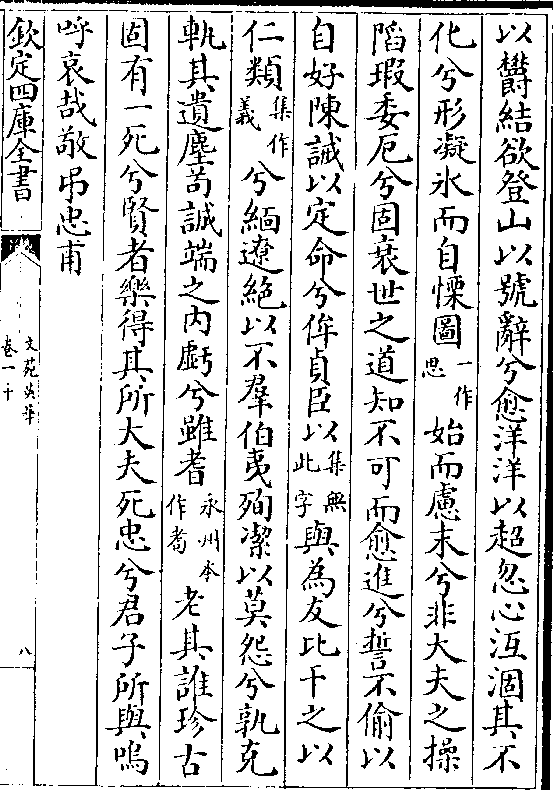 以欝結欲登山以號辭兮愈洋洋以超忽心沍涸其不
化兮形凝氷而自慄圖一作思始而慮末兮非大夫之操
陷瑕委厄兮固衰世之道知不可而愈進兮誓不偷以
自好陳誠以定命兮侔貞臣以集無此字與為友比干之以
仁類集作義兮緬遼絶以不羣伯夷殉潔以莫怨兮孰克
軌其遺塵苟誠端之内虧兮雖耆永州本作耈老其誰珍古
固有一死兮賢者樂得其所大夫死忠兮君子所與嗚
呼哀哉敬弔忠甫
欽定四庫全書
文苑英華
卷一千
八